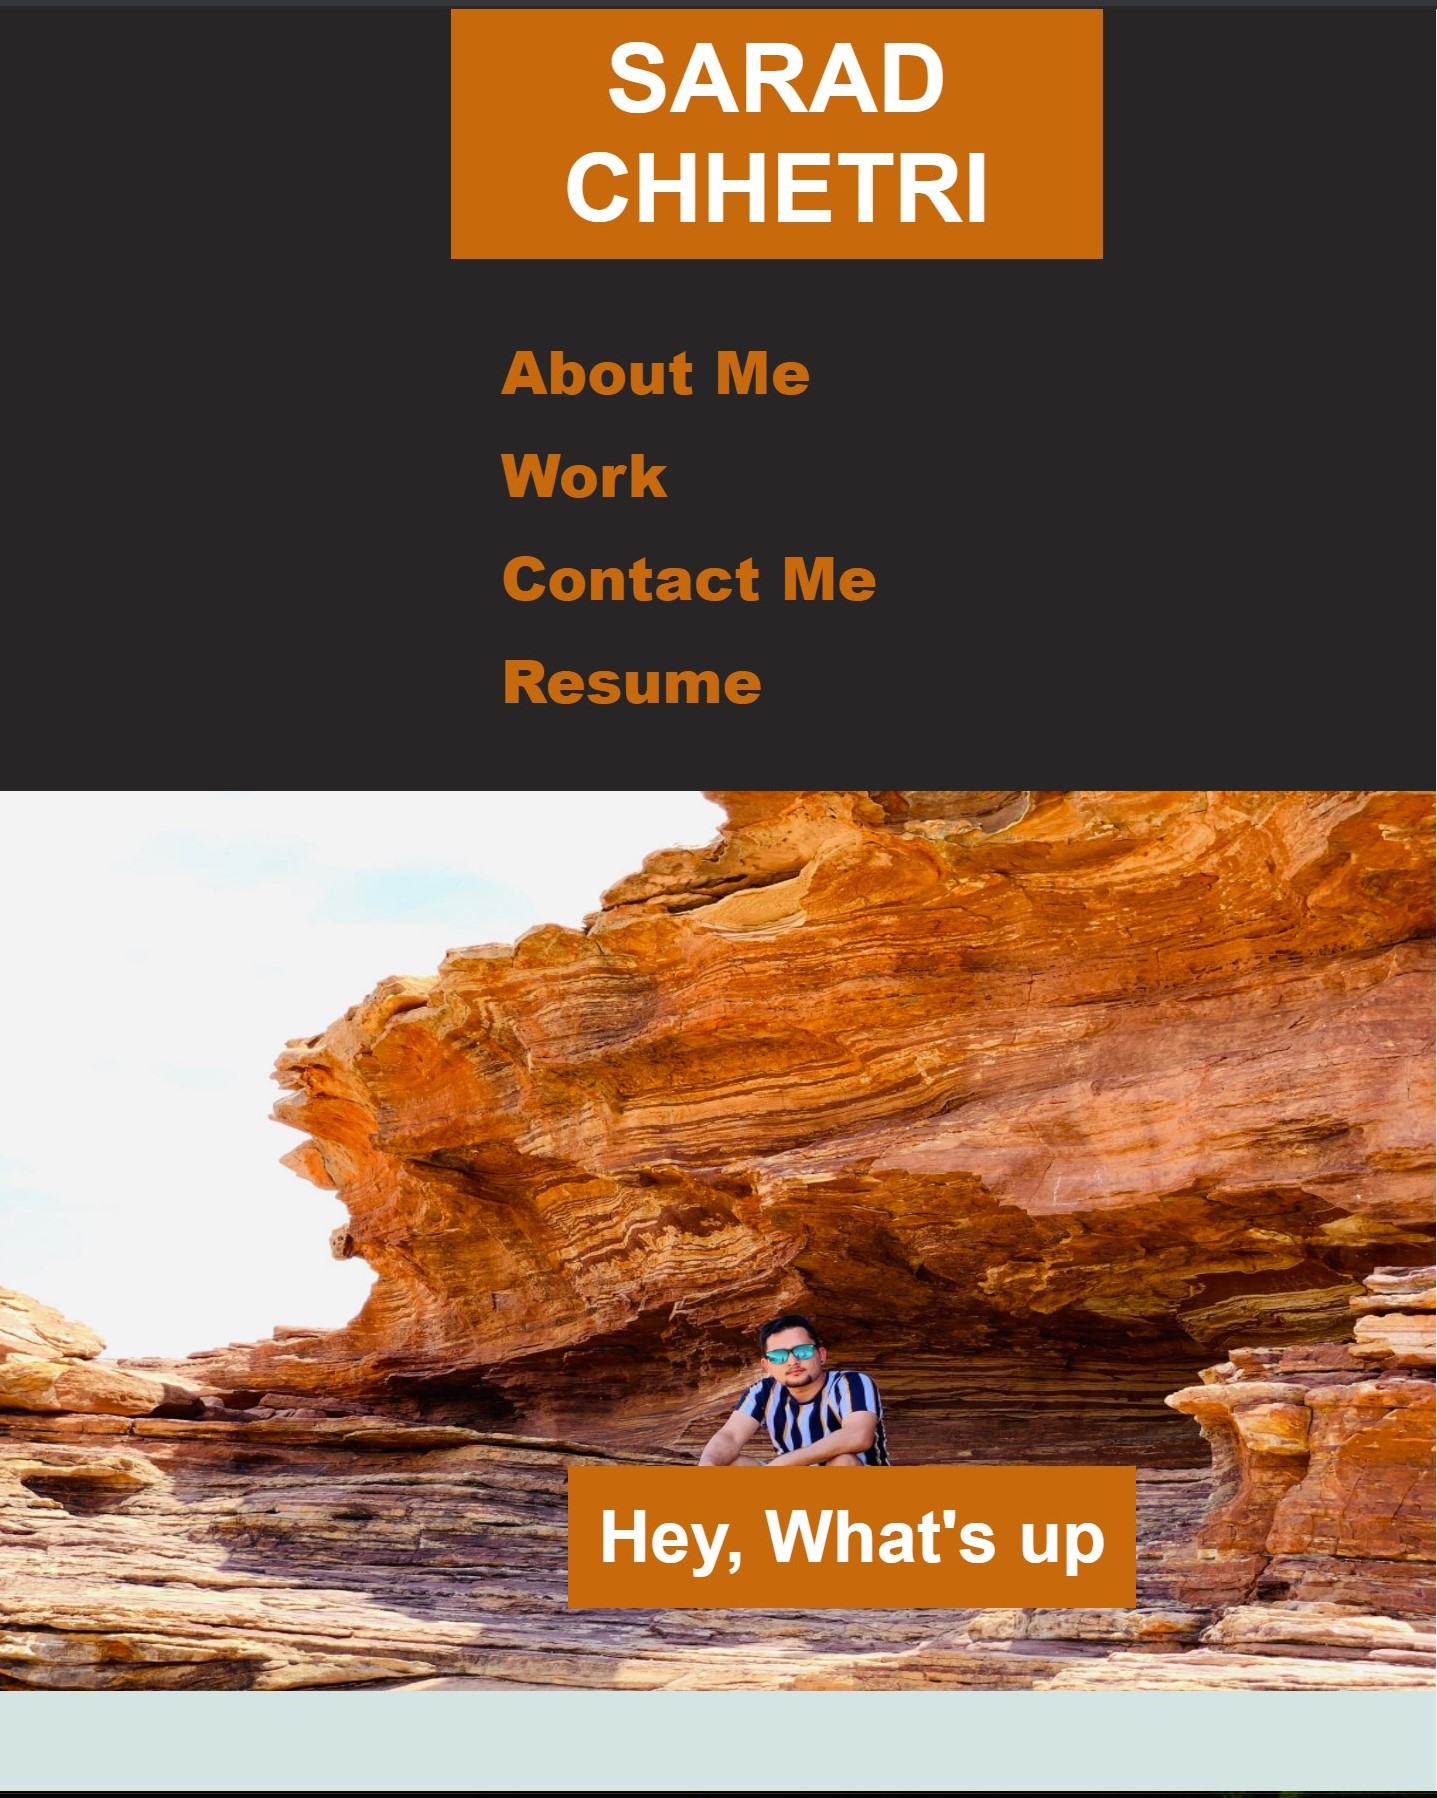 SARAD
CHHETRI
About Me
Work
Contact Me
Resume
Hey, What's up